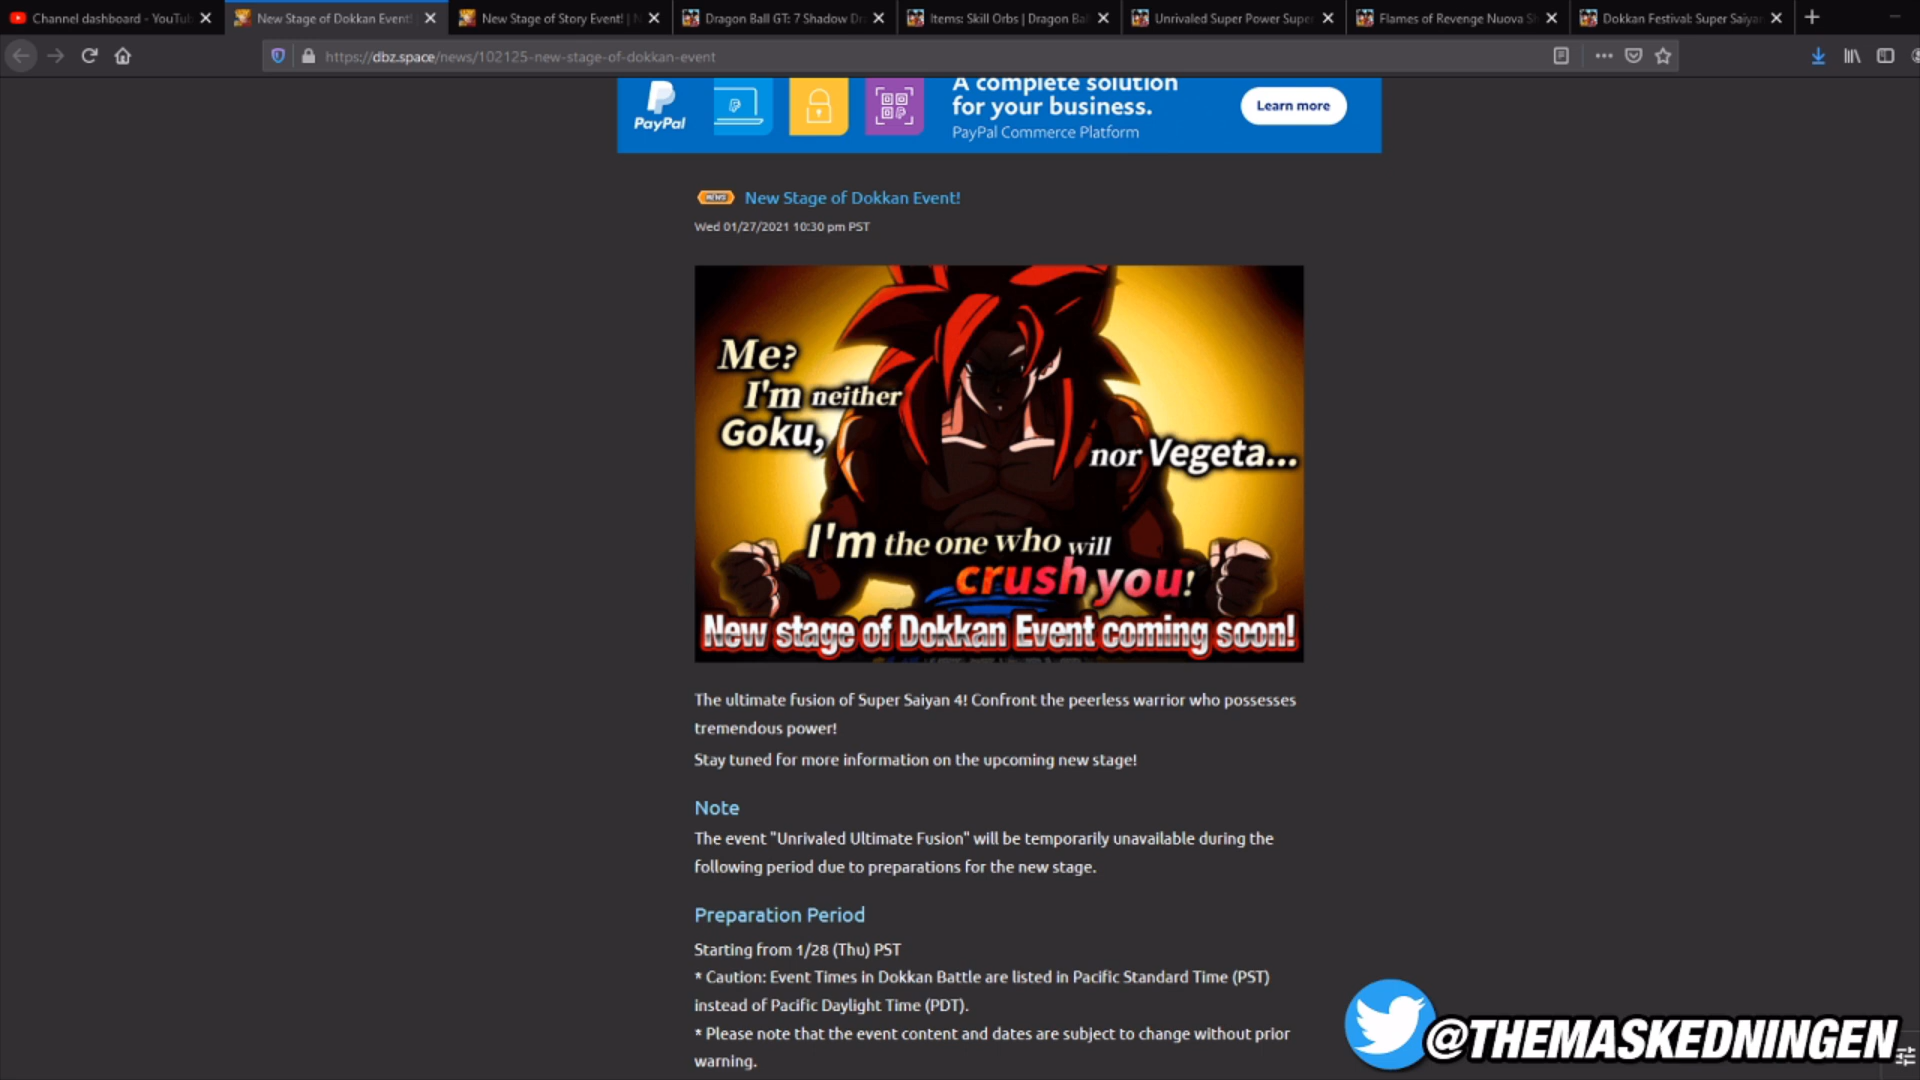 Channel dashboard - YouTu
New Stage of Dokkan Event!
New Stage of Story Event! | N
Dragon Ball GT: 7 Shadow Dr
Items: Skill Orbs | Dragon Bal
Unrivaled Super Power Super
Flames of Revenge Nuova Sh
Dokkan Festival: Super Saiyan
https://dbz.space/news/102125-new-stage-of-dokkan-event
PayPal
A complete solution
for your business.
PayPal Commerce Platform
Learn more
NEWS!
New Stage of Dokkan Event!
Wed 01/27/2021 10:30 pm PST
Me?
I'm neither
Goku,
nor Vegeta...
I'm the one who will
crush you!
New stage of Dokkan Event coming soon!
The ultimate fusion of Super Saiyan 4! Confront the peerless warrior who possesses
tremendous power!
Stay tuned for more information on the upcoming new stage!
Note
The event "Unrivaled Ultimate Fusion" will be temporarily unavailable during the
following period due to preparations for the new stage.
Preparation Period
Starting from 1/28 (Thu) PST
* Caution: Event Times in Dokkan Battle are listed in Pacific Standard Time (PST)
instead of Pacific Daylight Time (PDT).
* Please note that the event content and dates are subject to change without prior
warning.
@THEMASKEDNINGEN